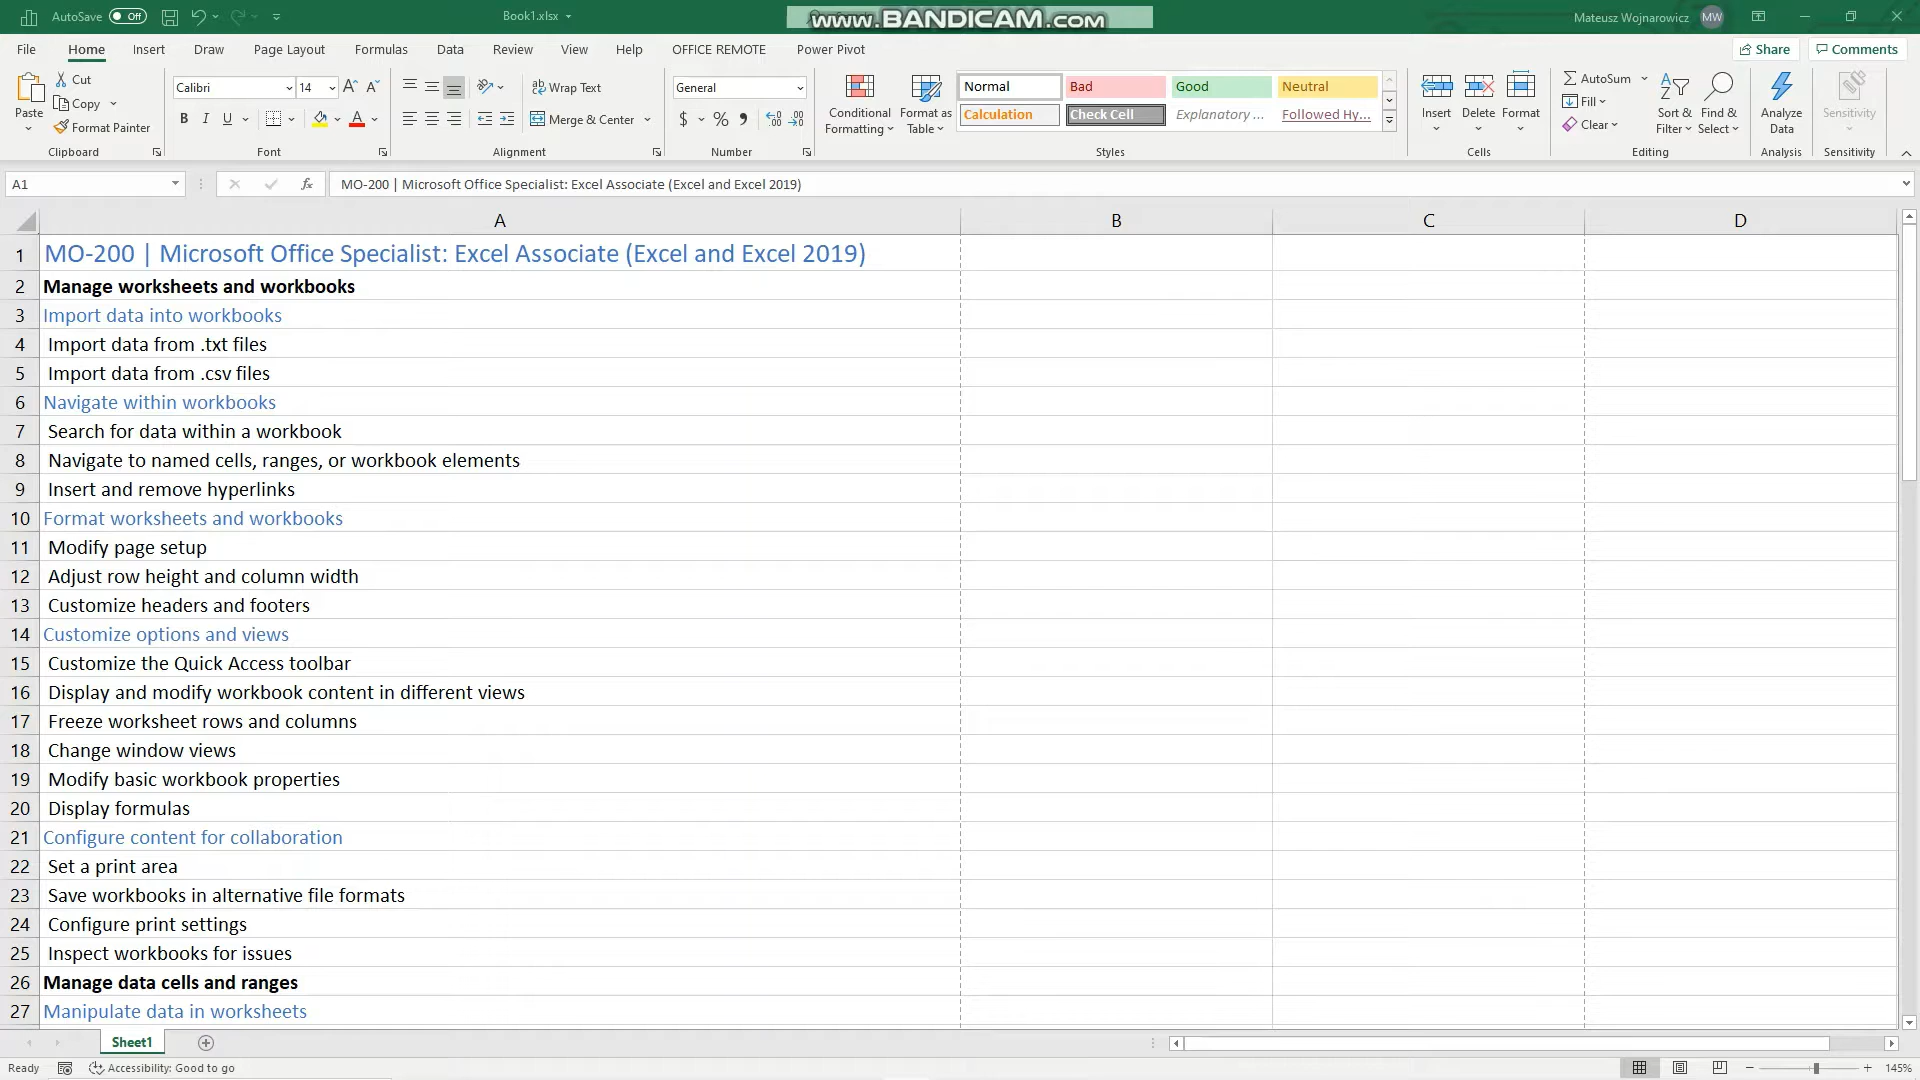 AutoSave Off
Book1.xlsx
www.BANDICAM.com
Mateusz Wojnarowicz MW
File Home Insert Draw Page Layout Formulas Data Review View Help OFFICE REMOTE Power Pivot
Share Comments
Paste
Cut
Copy
Format Painter
Clipboard
Calibri 14
B I U
Font
Wrap Text
Merge & Center
Alignment
General
$ % 9
Number
Conditional Formatting
Format as Table
Normal Bad Good Neutral
Calculation Check Cell Explanatory ... Followed Hy...
Styles
Insert Delete Format
Cells
AutoSum
Fill
Clear
Sort & Filter
Find & Select
Editing
Analyze Data
Analysis
Sensitivity
Sensitivity
A1
fx
MO-200 | Microsoft Office Specialist: Excel Associate (Excel and Excel 2019)
A B C D
1 MO-200 | Microsoft Office Specialist: Excel Associate (Excel and Excel 2019)
2 Manage worksheets and workbooks
3 Import data into workbooks
4 Import data from .txt files
5 Import data from .csv files
6 Navigate within workbooks
7 Search for data within a workbook
8 Navigate to named cells, ranges, or workbook elements
9 Insert and remove hyperlinks
10 Format worksheets and workbooks
11 Modify page setup
12 Adjust row height and column width
13 Customize headers and footers
14 Customize options and views
15 Customize the Quick Access toolbar
16 Display and modify workbook content in different views
17 Freeze worksheet rows and columns
18 Change window views
19 Modify basic workbook properties
20 Display formulas
21 Configure content for collaboration
22 Set a print area
23 Save workbooks in alternative file formats
24 Configure print settings
25 Inspect workbooks for issues
26 Manage data cells and ranges
27 Manipulate data in worksheets
Sheet1
Ready
Accessibility: Good to go
145%